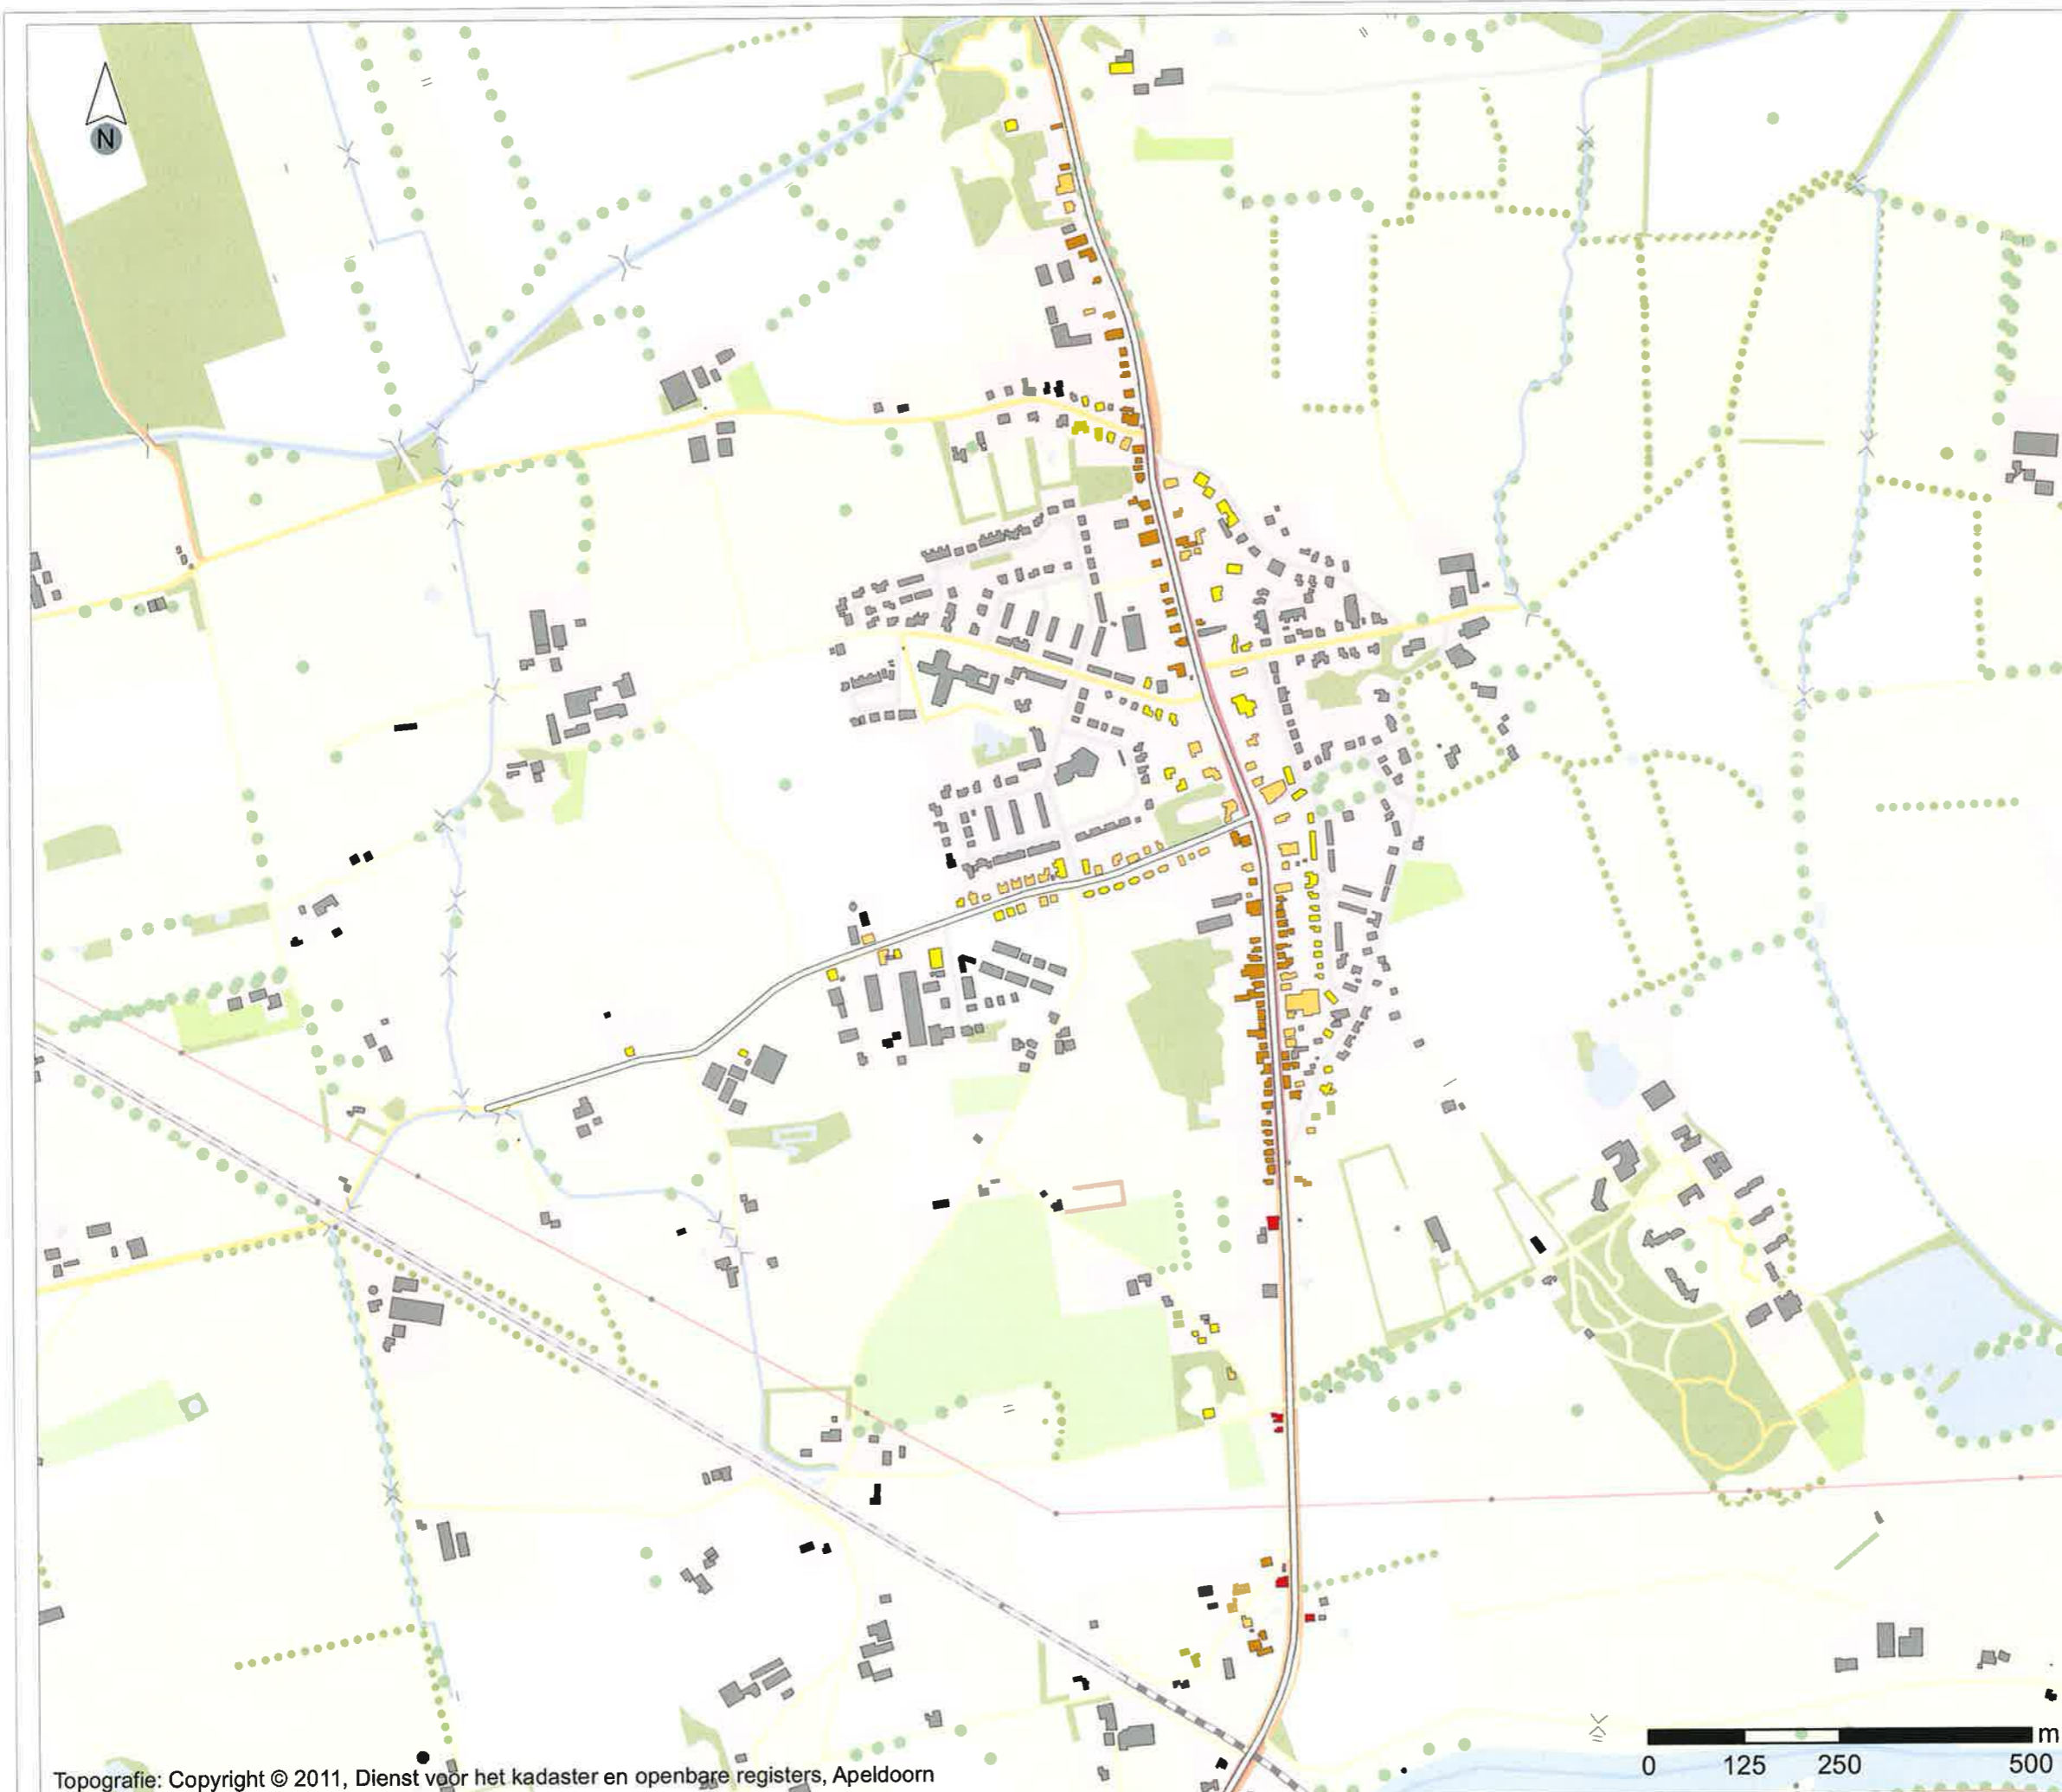 N
m
0 125 250 500
Topografie: Copyright © 2011, Dienst voor het kadaster en openbare registers, Apeldoorn